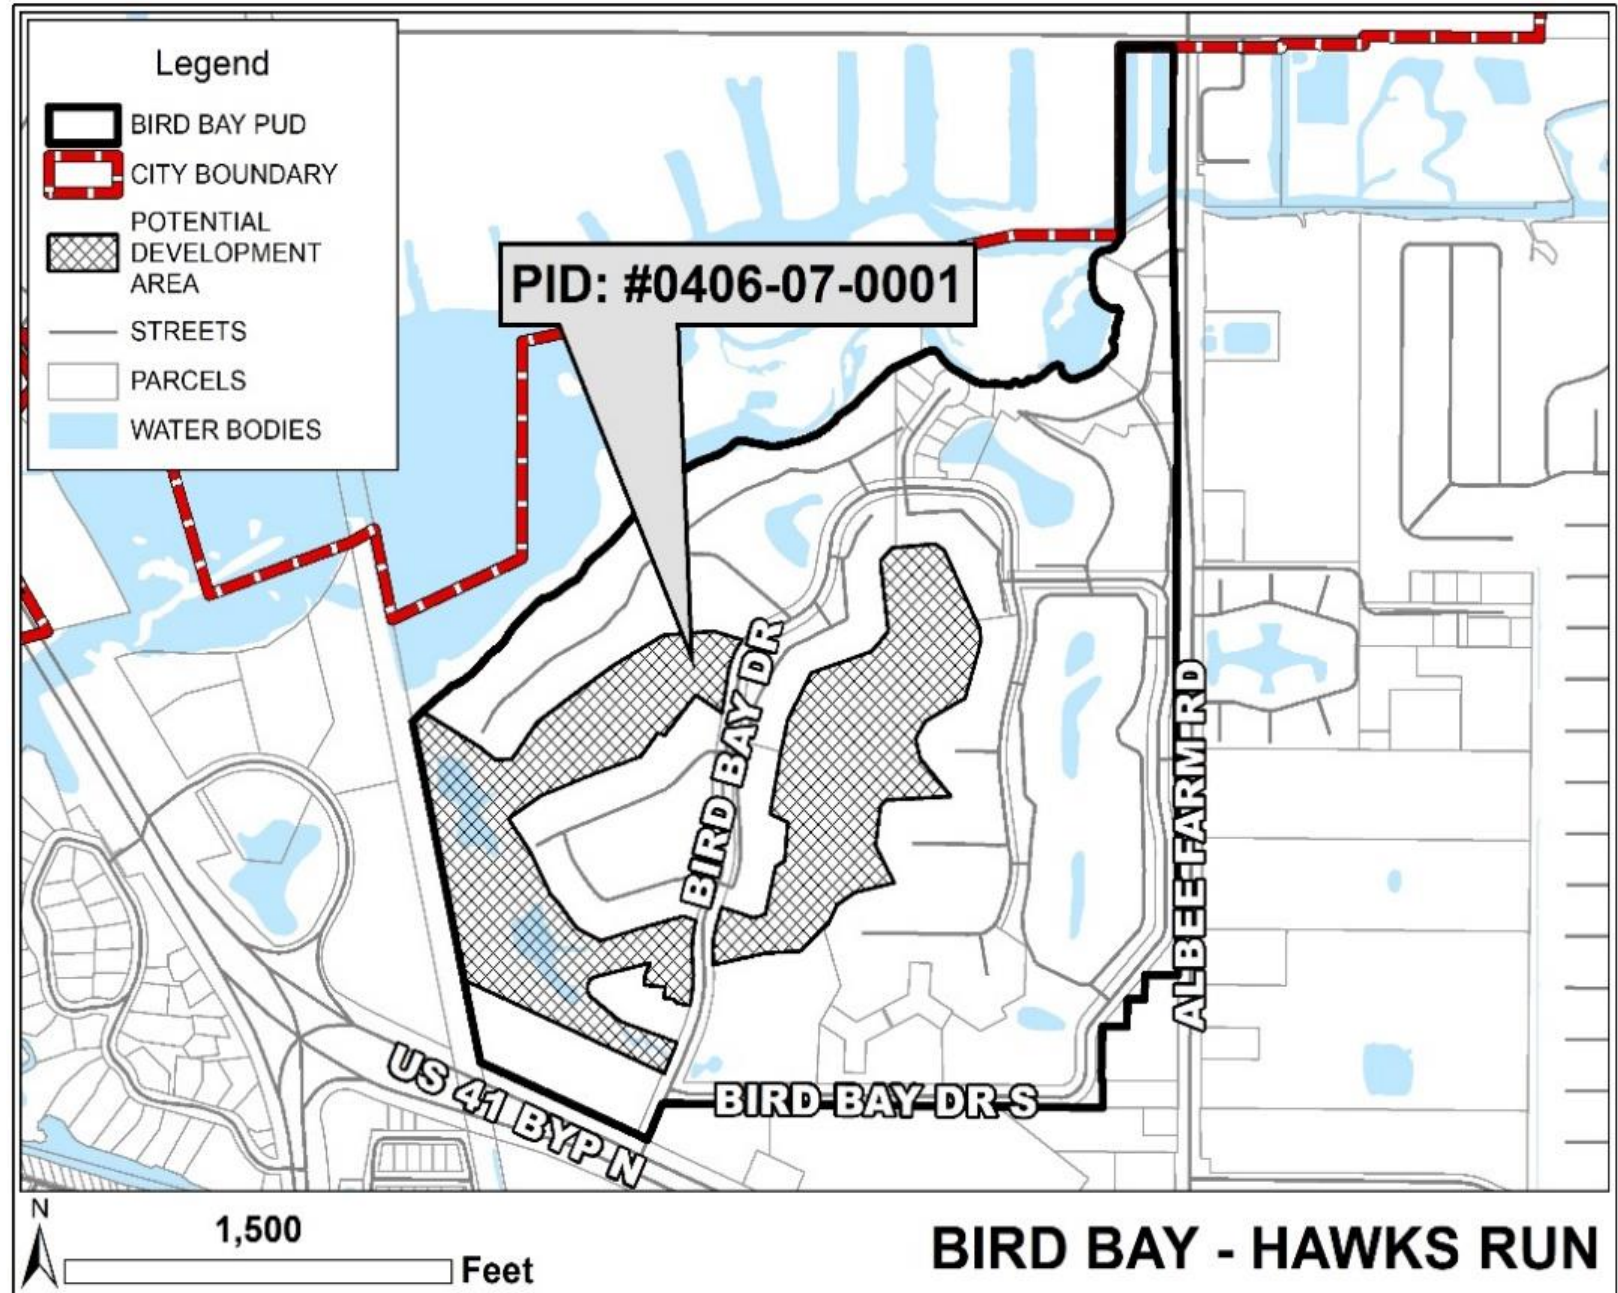 Legend
BIRD BAY PUD
CITY BOUNDARY
POTENTIAL
DEVELOPMENT
AREA
STREETS
PARCELS
WATER BODIES
PID: #0406-07-0001
BIRD BAY DR
ALBEE FARM RD
BIRD BAY DR S
US 41 BYP N
N
1,500
Feet
BIRD BAY - HAWKS RUN